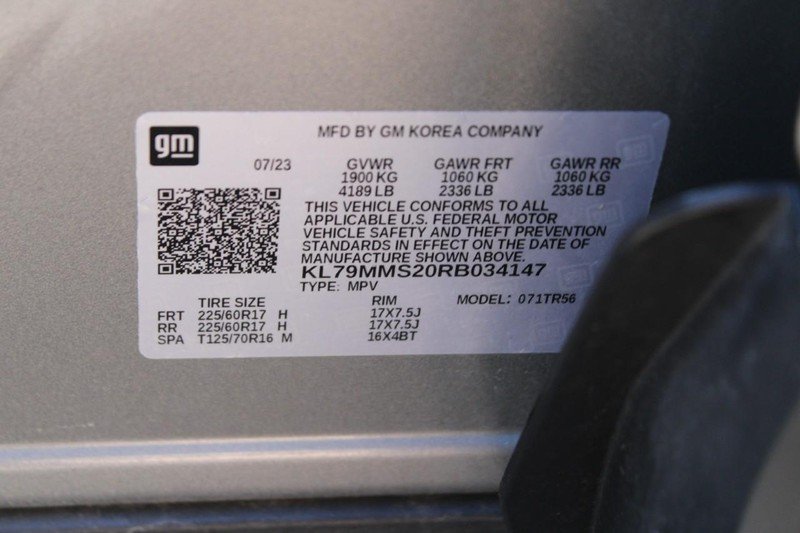 gm
MFD BY GM KOREA COMPANY
07/23 GVWR GAWR FRT GAWR RR
1900 KG 1060 KG 1060 KG
4189 LB 2336 LB 2336 LB
THIS VEHICLE CONFORMS TO ALL
APPLICABLE U.S. FEDERAL MOTOR
VEHICLE SAFETY AND THEFT PREVENTION
STANDARDS IN EFFECT ON THE DATE OF
MANUFACTURE SHOWN ABOVE.
KL79MMS20RB034147
TYPE: MPV
TIRE SIZE RIM MODEL: 071TR56
FRT 225/60R17 H 17X7.5J
RR 225/60R17 H 17X7.5J
SPA T125/70R16 M 16X4BT